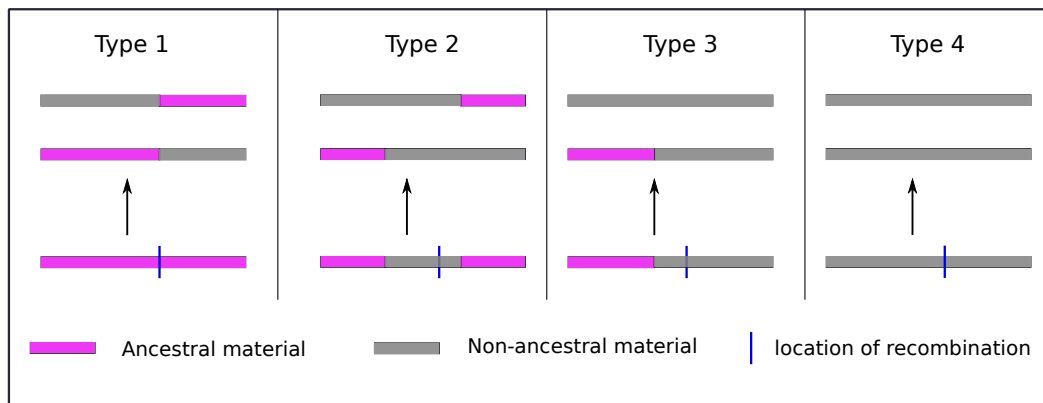 Type 1
Type 2
Type 3
Type 4
Ancestral material
Non-ancestral material
location of recombination